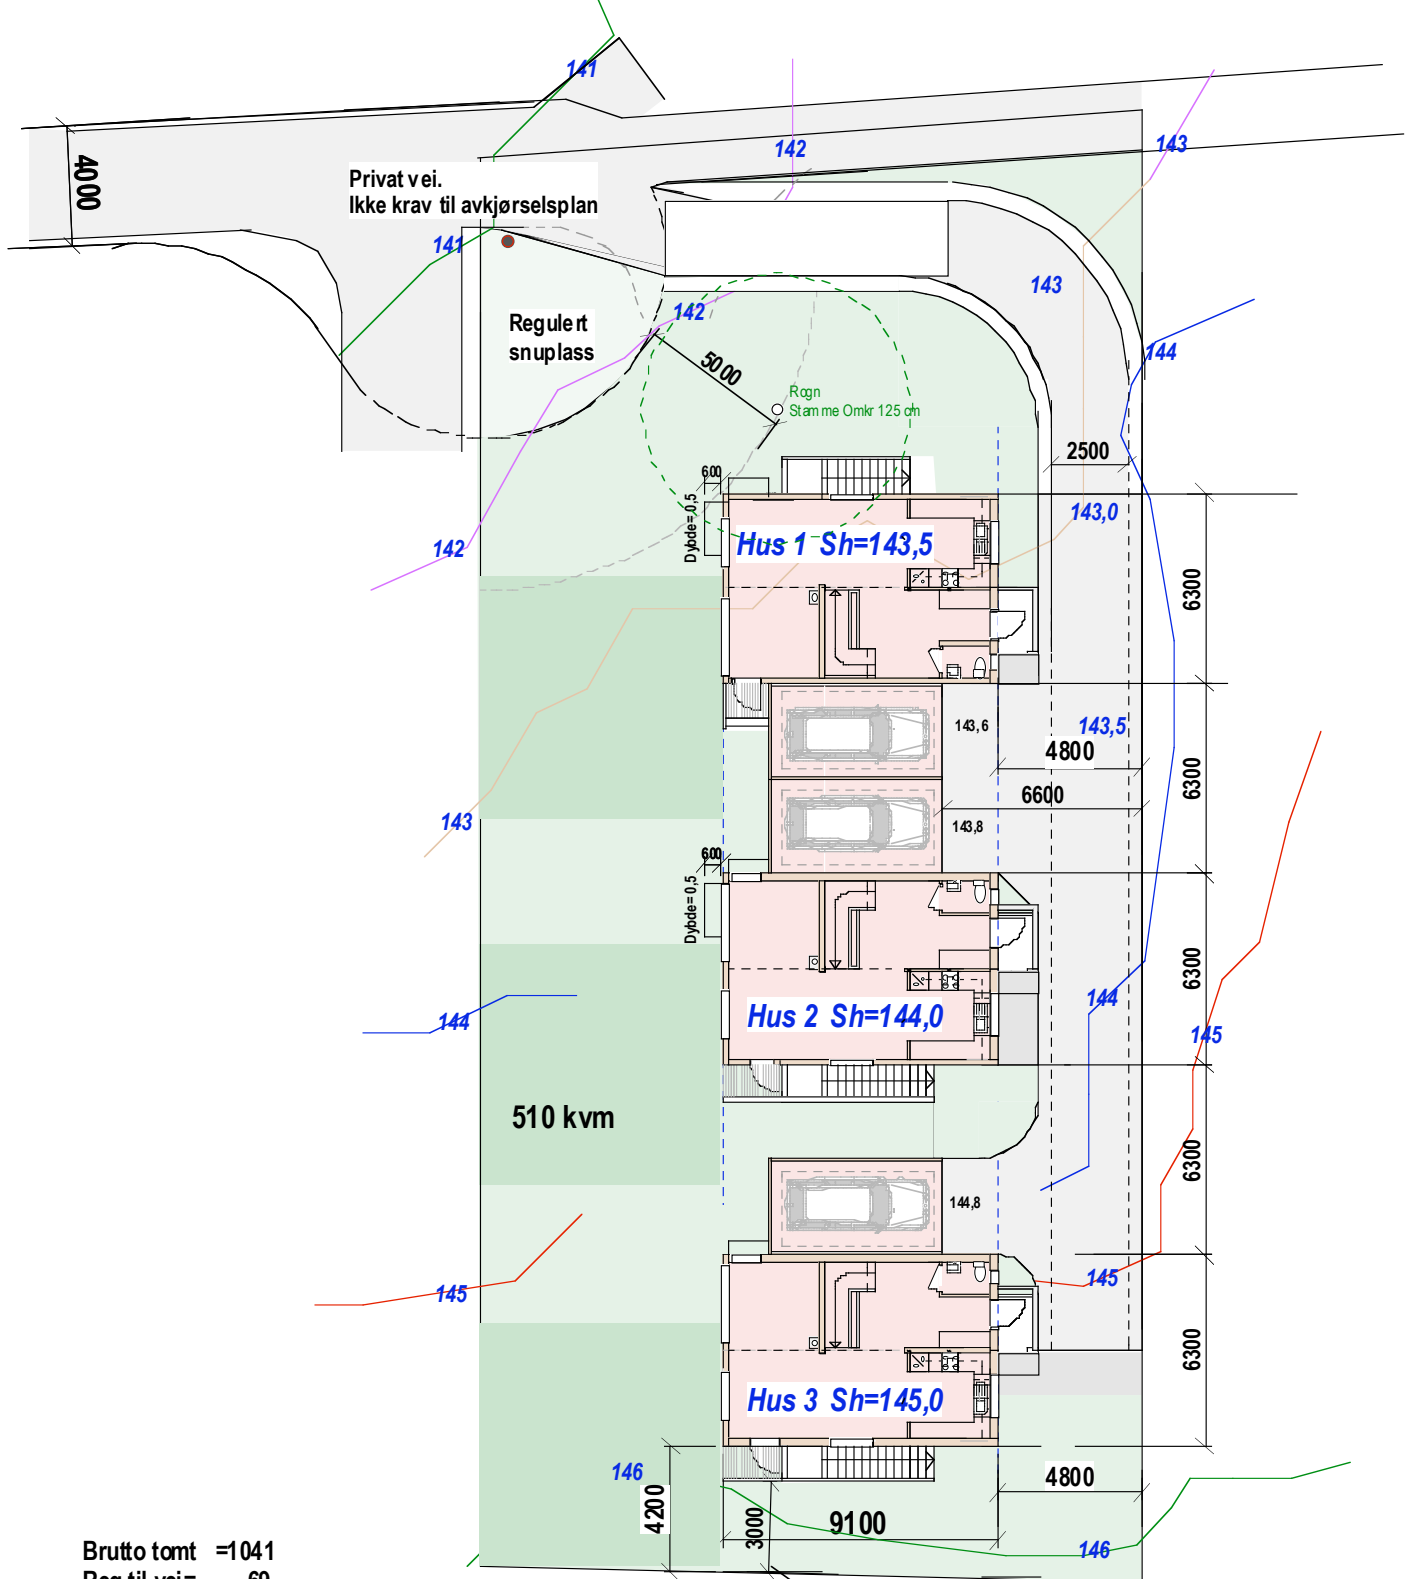 141
4000
142
143
Privat vei.
Ikke krav til avkjørselsplan
141
143
142
Regulert
snuplass
144
5000
Rogn
Stamme Omkr 125 cm
2500
600
Dybde= 0,5
143,0
Hus 1 Sh=143,5
142
6300
143,6
143,5
4800
6300
6600
143
143,8
600
Dybde= 0,5
6300
144
144
Hus 2 Sh=144,0
145
510 kvm
6300
144,8
145
145
6300
Hus 3 Sh=145,0
146
4800
4200
3000
9100
146
Brutto tomt =1041